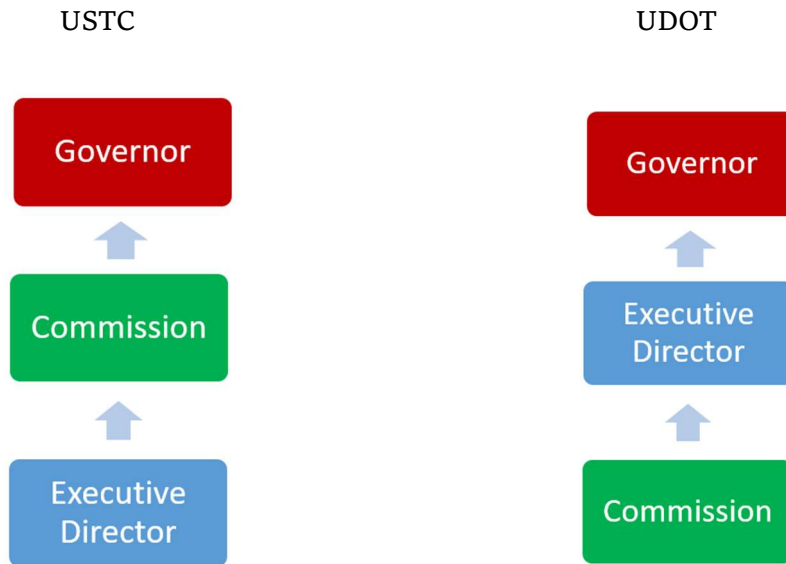 USTC
Governor
Commission
Executive
Director
UDOT
Governor
Executive
Director
Commission